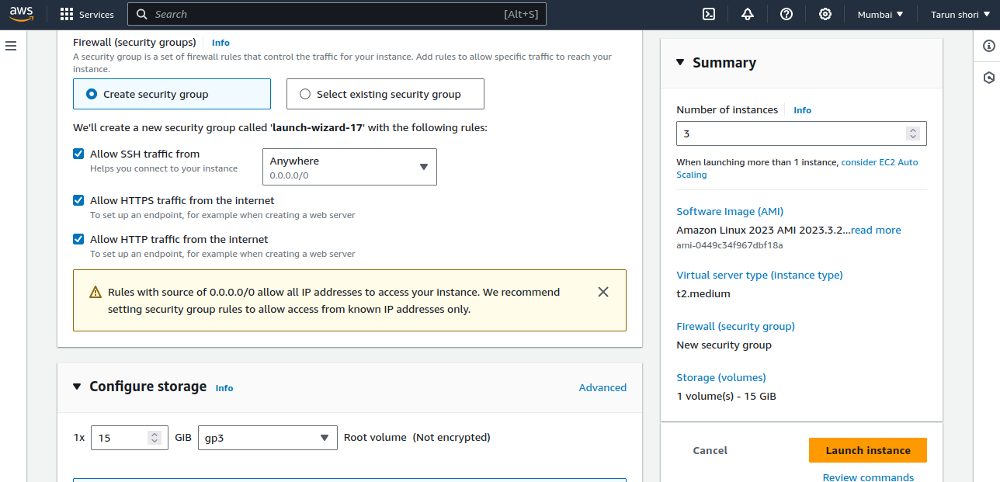 aws
Services
Search
[Alt+S]
Mumbai
Tarun shori
Firewall (security groups)
Info
A security group is a set of firewall rules that control the traffic for your instance. Add rules to allow specific traffic to reach your
instance.
Create security group
Select existing security group
We'll create a new security group called 'launch-wizard-17' with the following rules:
Allow SSH traffic from
Helps you connect to your instance
Anywhere
0.0.0.0/0
Allow HTTPS traffic from the internet
To set up an endpoint, for example when creating a web server
Allow HTTP traffic from the internet
To set up an endpoint, for example when creating a web server
Rules with source of 0.0.0.0/0 allow all IP addresses to access your instance. We recommend
setting security group rules to allow access from known IP addresses only.
Configure storage
Info
Advanced
1x
15
GiB
gp3
Root volume (Not encrypted)
Summary
Number of instances
Info
3
When launching more than 1 instance, consider EC2 Auto
Scaling
Software Image (AMI)
Amazon Linux 2023 AMI 2023.3.2...read more
ami-0449c34f967dbf18a
Virtual server type (instance type)
t2.medium
Firewall (security group)
New security group
Storage (volumes)
1 volume(s) - 15 GiB
Cancel
Launch instance
Review commands